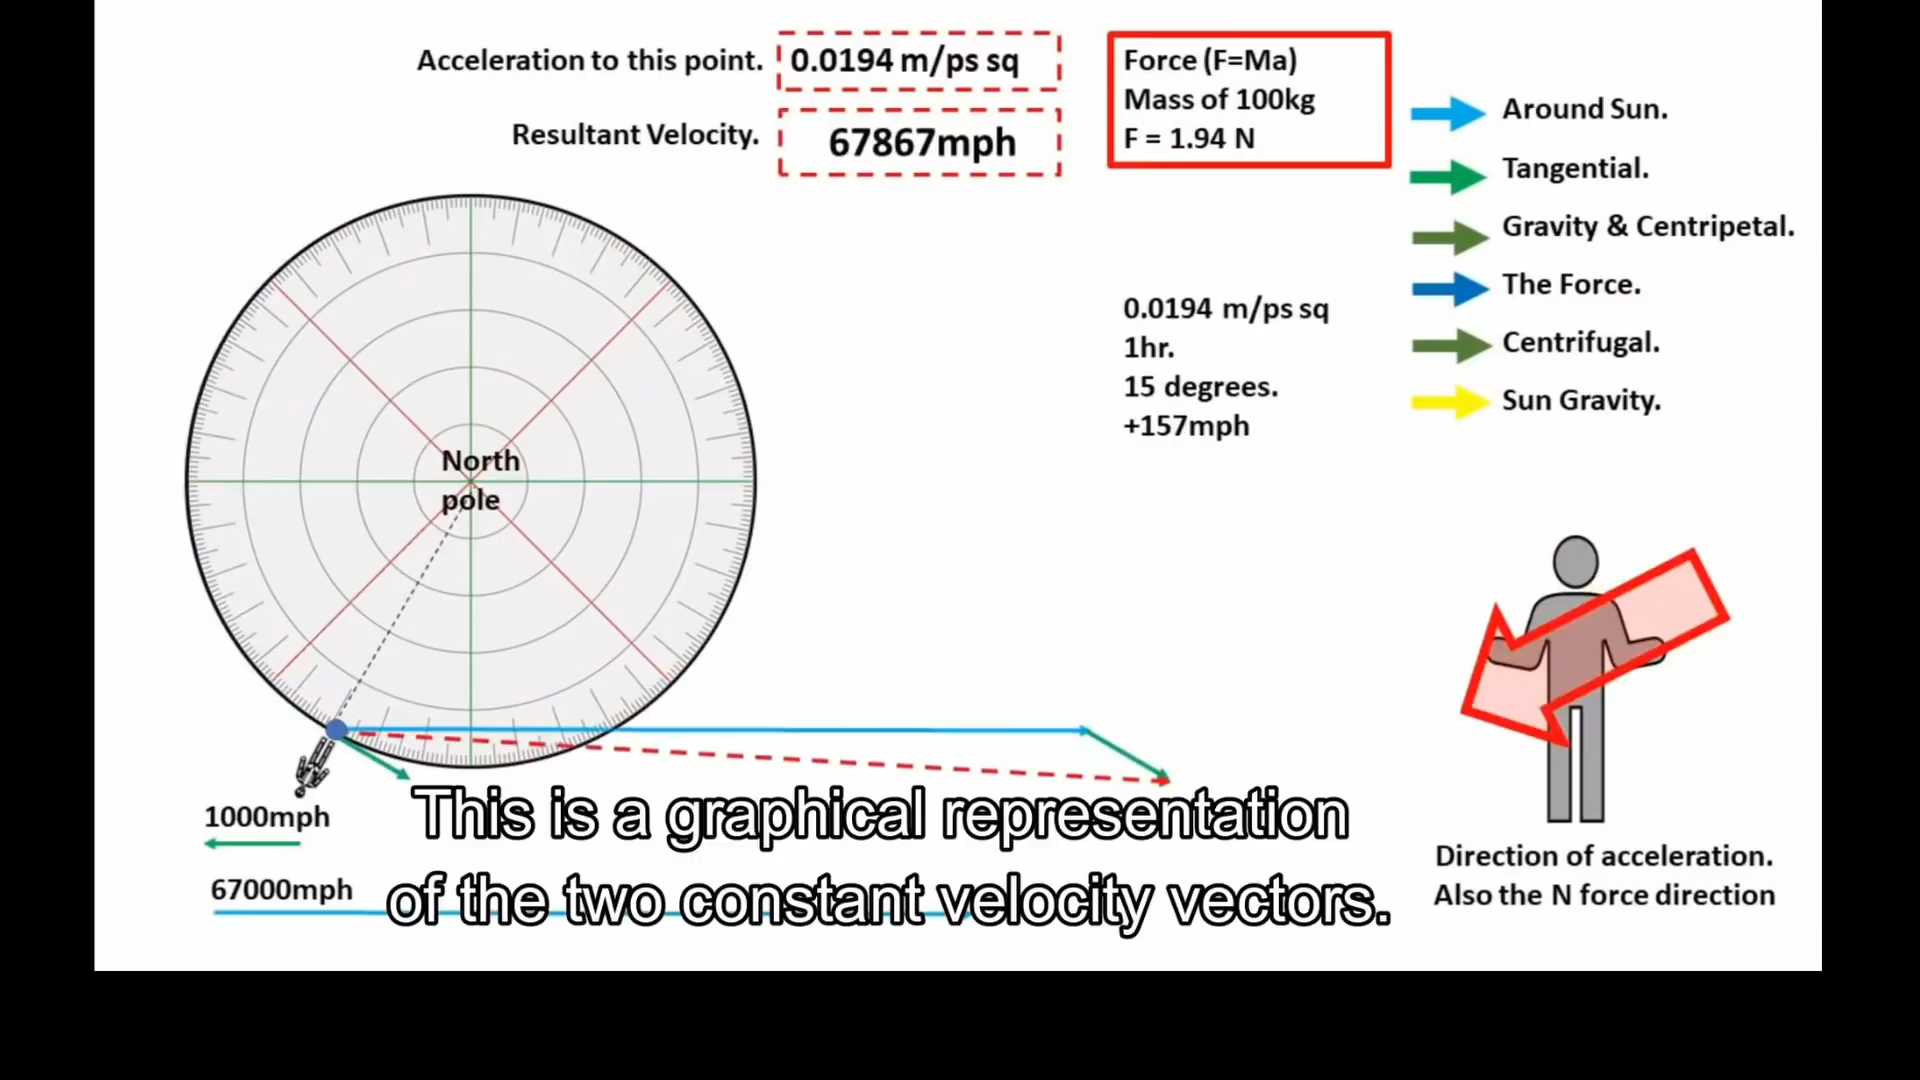 Acceleration to this point.
0.0194 m/ps sq
Resultant Velocity.
67867mph
Force (F=Ma)
Mass of 100kg
F = 1.94 N
Around Sun.
Tangential.
Gravity & Centripetal.
The Force.
Centrifugal.
Sun Gravity.
0.0194 m/ps sq
1hr.
15 degrees.
+157mph
North
pole
1000mph
67000mph
This is a graphical representation
of the two constant velocity vectors.
Direction of acceleration.
Also the N force direction